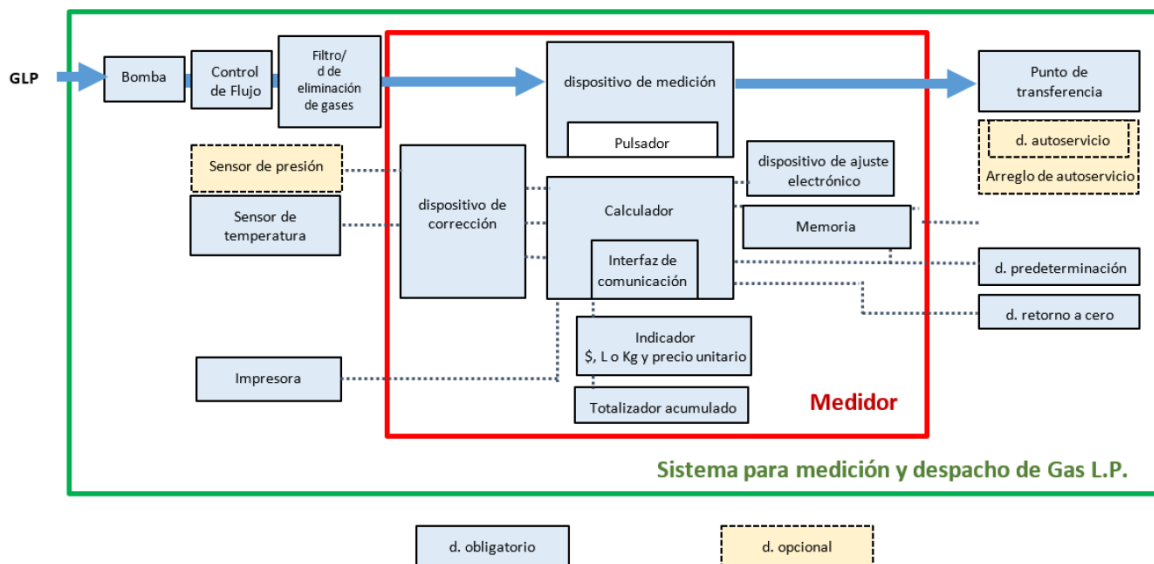 GLP
Bomba
Control
de Flujo
Filtro/
d de
eliminación
de gases
dispositivo de medición
Pulsador
Punto de
transferencia
d. autoservicio
Arreglo de autoservicio
Sensor de presión
Sensor de
temperatura
dispositivo de
corrección
Calculador
Interfaz de
comunicación
dispositivo de ajuste
electrónico
Memoria
d. predeterminación
d. retorno a cero
Indicador
$, L o Kg y precio unitario
Totalizador acumulado
Impresora
Medidor
Sistema para medición y despacho de Gas L.P.
d. obligatorio
d. opcional